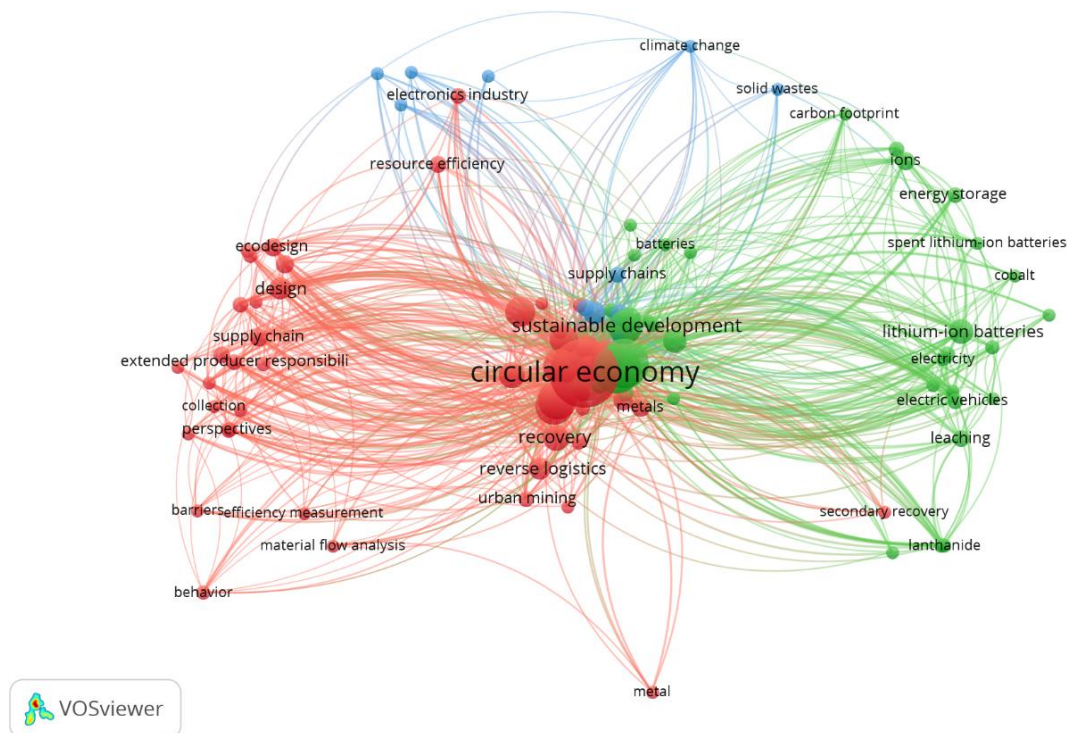 climate change
solid wastes
electronics industry
carbon footprint
resource efficiency
ions
energy storage
ecodesign
batteries
spent lithium-ion batteries
supply chains
cobalt
design
sustainable development
lithium-ion batteries
supply chain
extended producer responsibili
electricity
circular economy
electric vehicles
collection
metals
perspectives
recovery
leaching
reverse logistics
urban mining
barriers
efficiency measurement
secondary recovery
material flow analysis
lanthanide
behavior
metal
VOSviewer